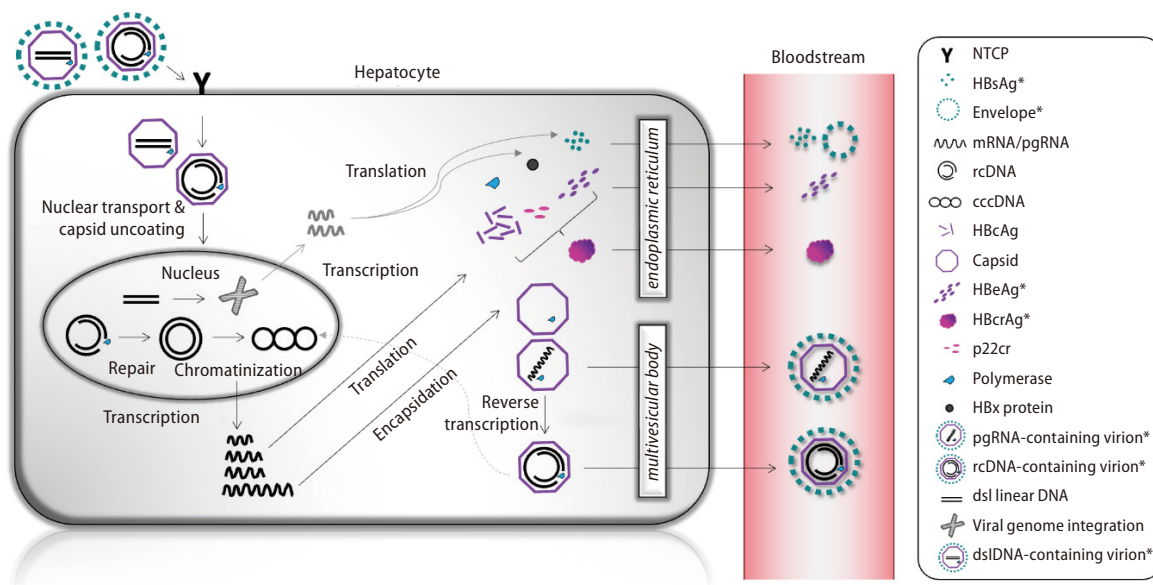 Hepatocyte
Bloodstream
Translation
Nuclear transport &
capsid uncoating
Nucleus
Transcription
Repair
Chromatinization
Transcription
Translation
Encapsidation
Reverse
transcription
endoplasmic reticulum
multivesicular body
NTCP
HBsAg*
Envelope*
mRNA/pgRNA
rcDNA
cccDNA
HBcAg
Capsid
HBeAg*
HBcrAg*
p22cr
Polymerase
HBx protein
pgRNA-containing virion*
rcDNA-containing virion*
dsl linear DNA
Viral genome integration
dslDNA-containing virion*